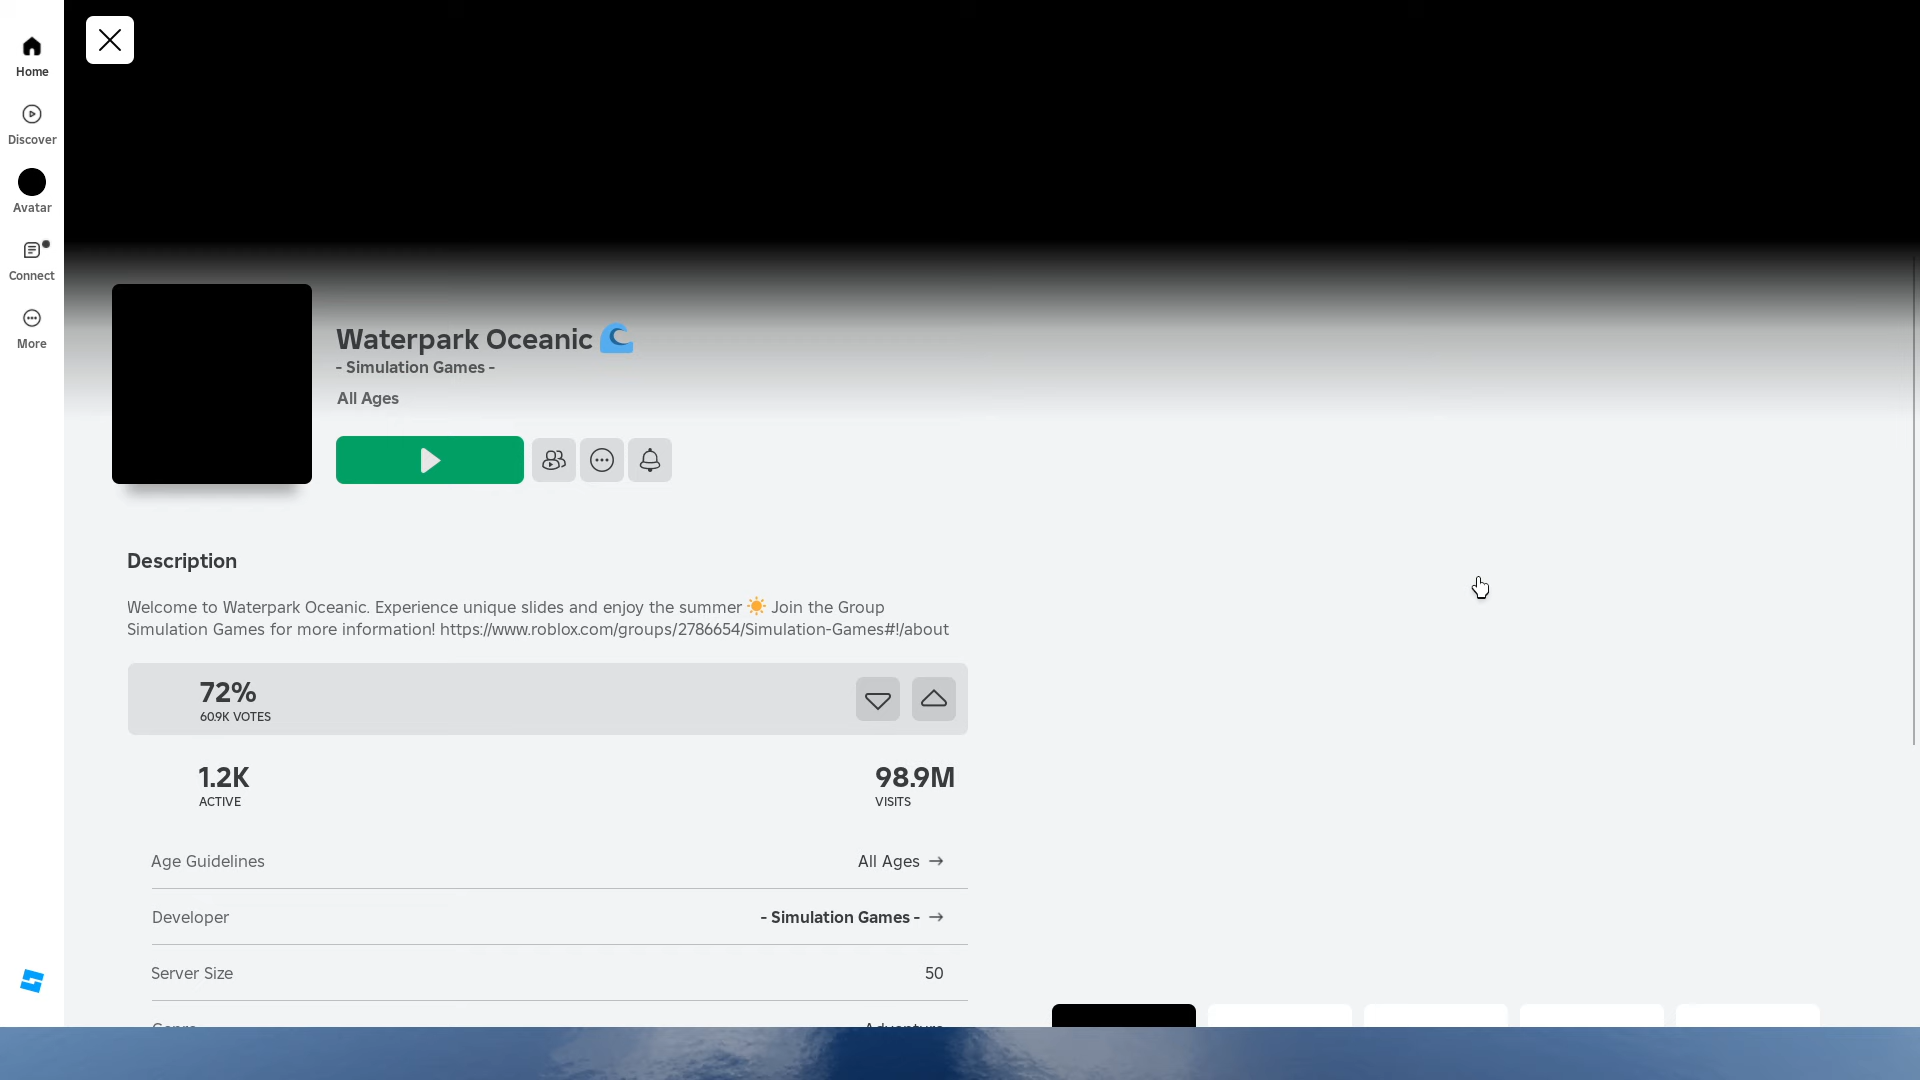 Home
Discover
Avatar
Connect
More
Waterpark Oceanic
- Simulation Games -
All Ages
Description
Welcome to Waterpark Oceanic. Experience unique slides and enjoy the summer ☀️ Join the Group
Simulation Games for more information! https://www.roblox.com/groups/2786654/Simulation-Games#!/about
72%
60.9K VOTES
1.2K
ACTIVE
98.9M
VISITS
Age Guidelines
All Ages →
Developer
- Simulation Games - →
Server Size
50
Genre
Adventure